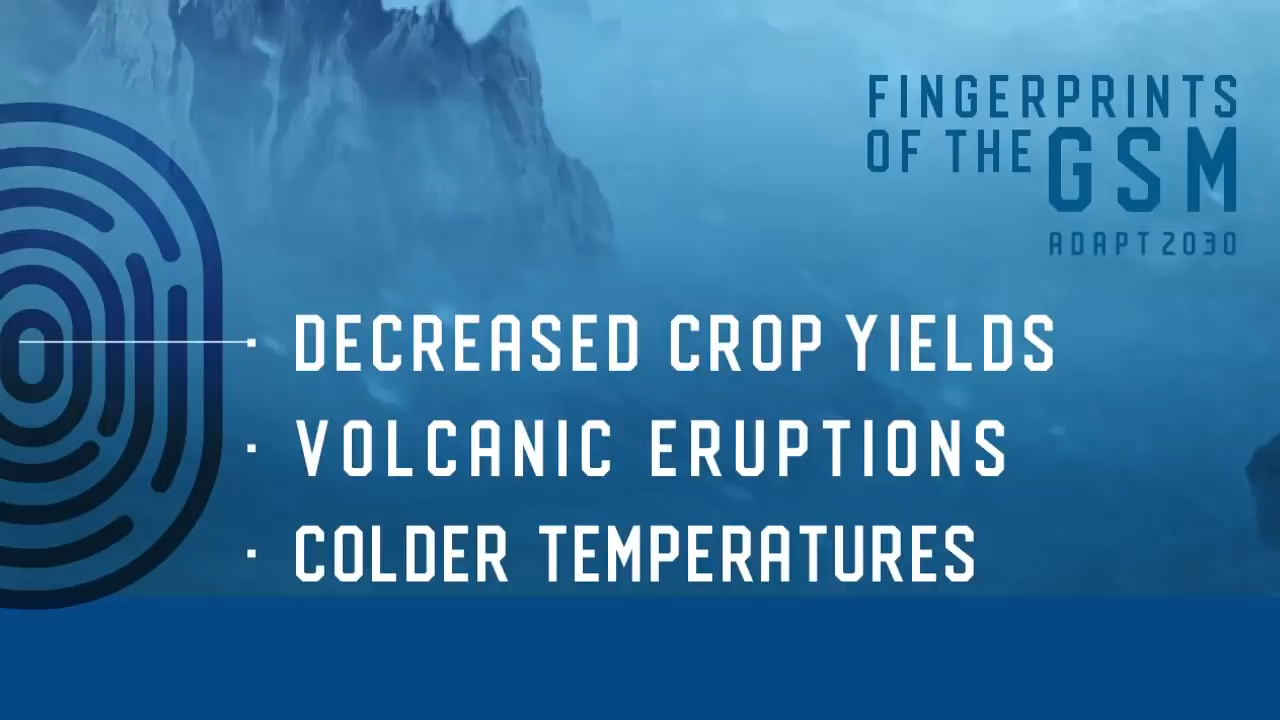 FINGERPRINTS
OF THE GSM
ADAPT 2030
· DECREASED CROP YIELDS
· VOLCANIC ERUPTIONS
· COLDER TEMPERATURES